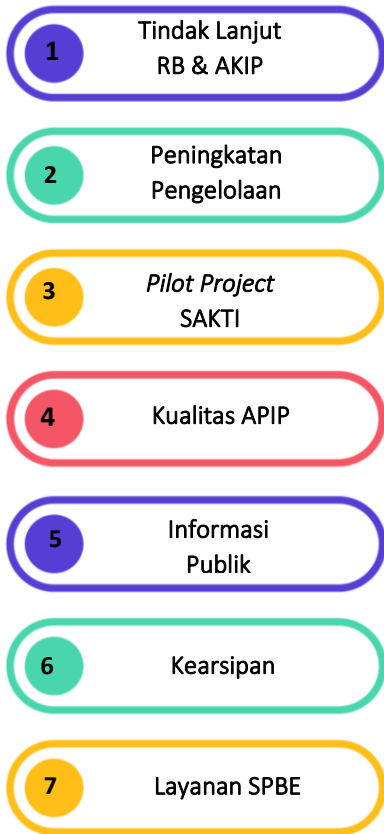 1
Tindak Lanjut
RB & AKIP
2
Peningkatan
Pengelolaan
3
Pilot Project
SAKTI
4
Kualitas APIP
5
Informasi
Publik
6
Kearsipan
7
Layanan SPBE